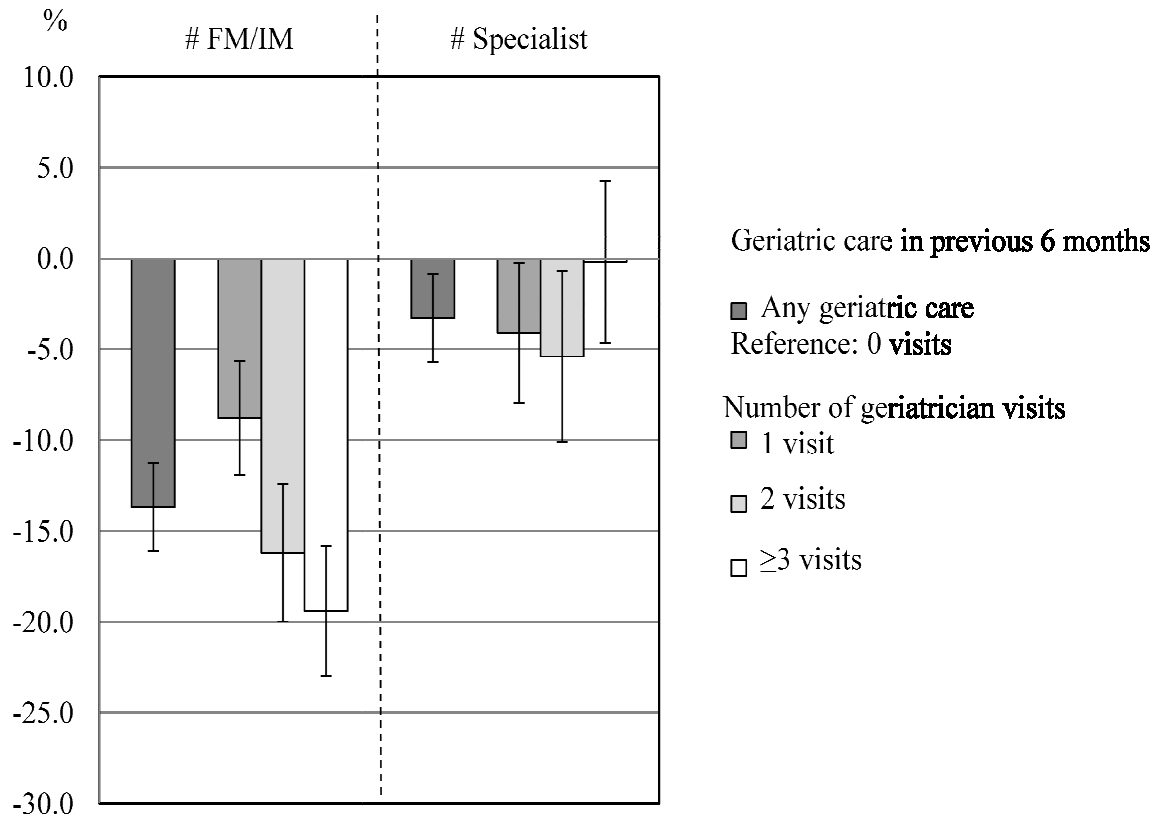 %
# FM/IM
# Specialist
10.0
5.0
0.0
-5.0
-10.0
-15.0
-20.0
-25.0
-30.0
Geriatric care in previous 6 months
Any geriatric care
Reference: 0 visits
Number of geriatrician visits
1 visit
2 visits
≥3 visits